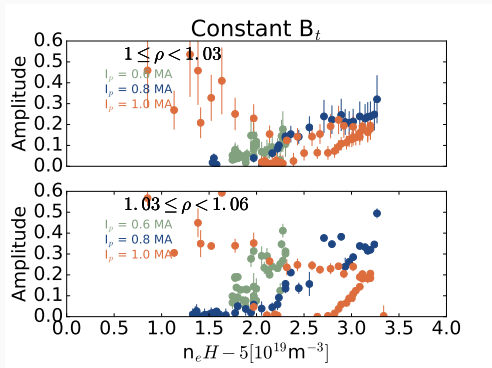 Constant B_t
Amplitude
0.6
0.5
0.4
0.3
0.2
0.1
0.0
1 ≤ ρ < 1.03
I_p = 0.6 MA
I_p = 0.8 MA
I_p = 1.0 MA
Amplitude
0.6
0.5
0.4
0.3
0.2
0.1
0.0
1.03 ≤ ρ < 1.06
I_p = 0.6 MA
I_p = 0.8 MA
I_p = 1.0 MA
0.0 0.5 1.0 1.5 2.0 2.5 3.0 3.5 4.0
n_e H − 5[10^19 m^−3]